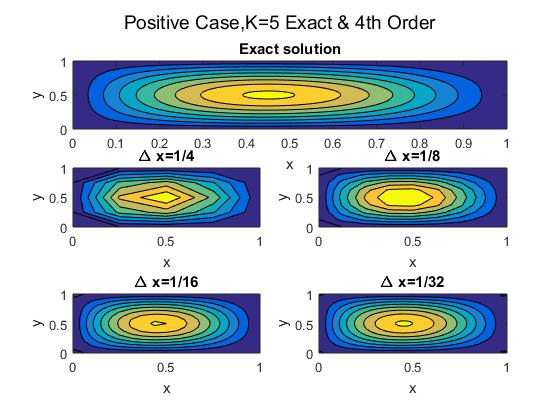 Positive Case,K=5 Exact & 4th Order
Exact solution
1
0.5
0
y
0 0.1 0.2 0.3 0.4 0.5 0.6 0.7 0.8 0.9 1
x
Δ x=1/4
1
0.5
0
y
0 0.5 1
x
Δ x=1/8
1
0.5
0
y
0 0.5 1
x
Δ x=1/16
1
0.5
0
y
0 0.5 1
x
Δ x=1/32
1
0.5
0
y
0 0.5 1
x